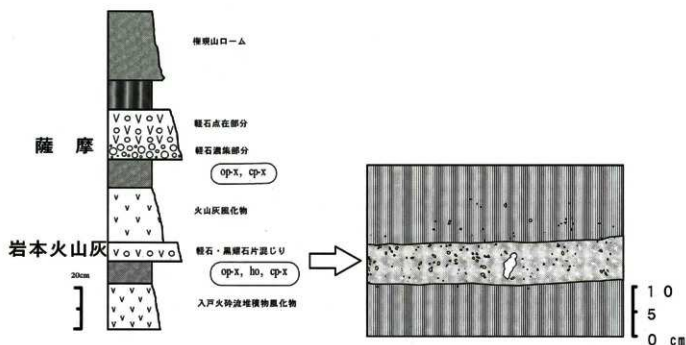 権現山ローム
軽石点在部分
薩摩
軽石濃集部分
op-x, cp-x
火山灰風化物
岩本火山灰
軽石・黒耀石片混じり
20cm
op-x, ho, cp-x
入戸火砕流堆積物風化物
10
5
0 cm